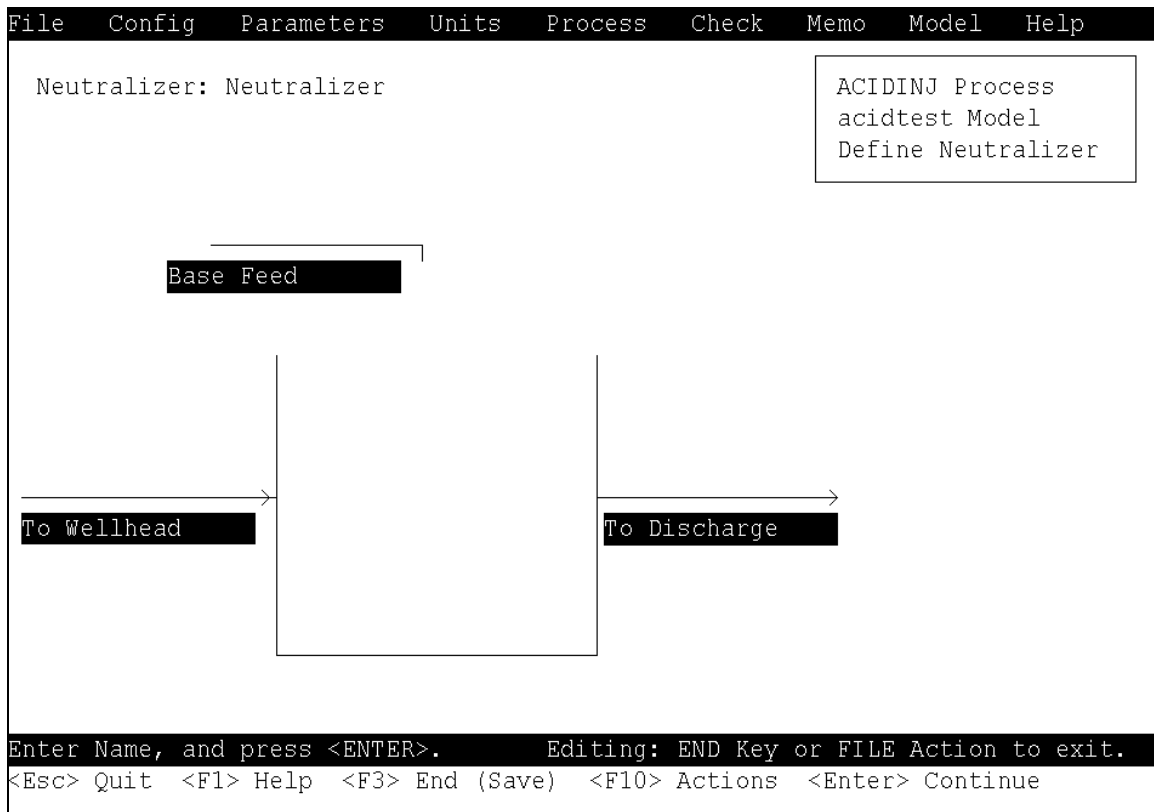 File Config Parameters Units Process Check Memo Model Help
Neutralizer: Neutralizer
ACIDINJ Process
acidtest Model
Define Neutralizer
Base Feed
To Wellhead
To Discharge
Enter Name, and press <ENTER>. Editing: END Key or FILE Action to exit.
<Esc> Quit <F1> Help <F3> End (Save) <F10> Actions <Enter> Continue